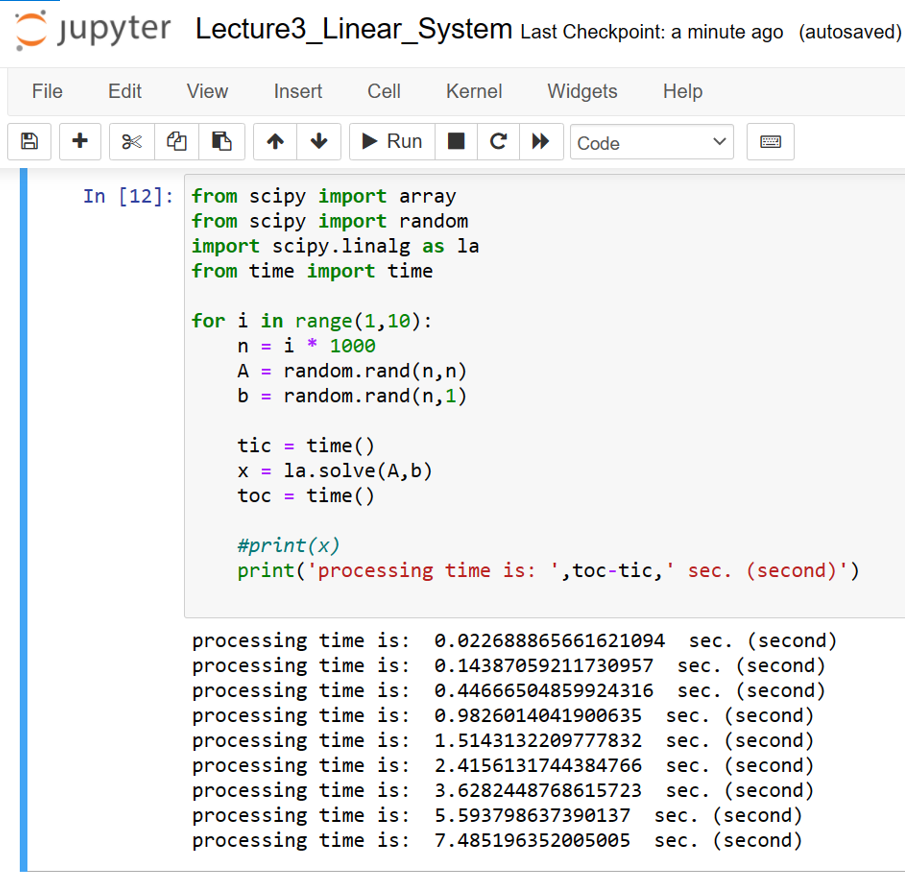 jupyter Lecture3_Linear_System Last Checkpoint: a minute ago (autosaved)
File Edit View Insert Cell Kernel Widgets Help
Run Code
In [12]: from scipy import array
from scipy import random
import scipy.linalg as la
from time import time
for i in range(1,10):
    n = i * 1000
    A = random.rand(n,n)
    b = random.rand(n,1)
    tic = time()
    x = la.solve(A,b)
    toc = time()
    #print(x)
    print('processing time is: ',toc-tic,' sec. (second)')
processing time is:  0.022688865661621094  sec. (second)
processing time is:  0.14387059211730957  sec. (second)
processing time is:  0.44666504859924316  sec. (second)
processing time is:  0.9826014041900635  sec. (second)
processing time is:  1.5143132209777832  sec. (second)
processing time is:  2.4156131744384766  sec. (second)
processing time is:  3.6282448768615723  sec. (second)
processing time is:  5.593798637390137  sec. (second)
processing time is:  7.485196352005005  sec. (second)